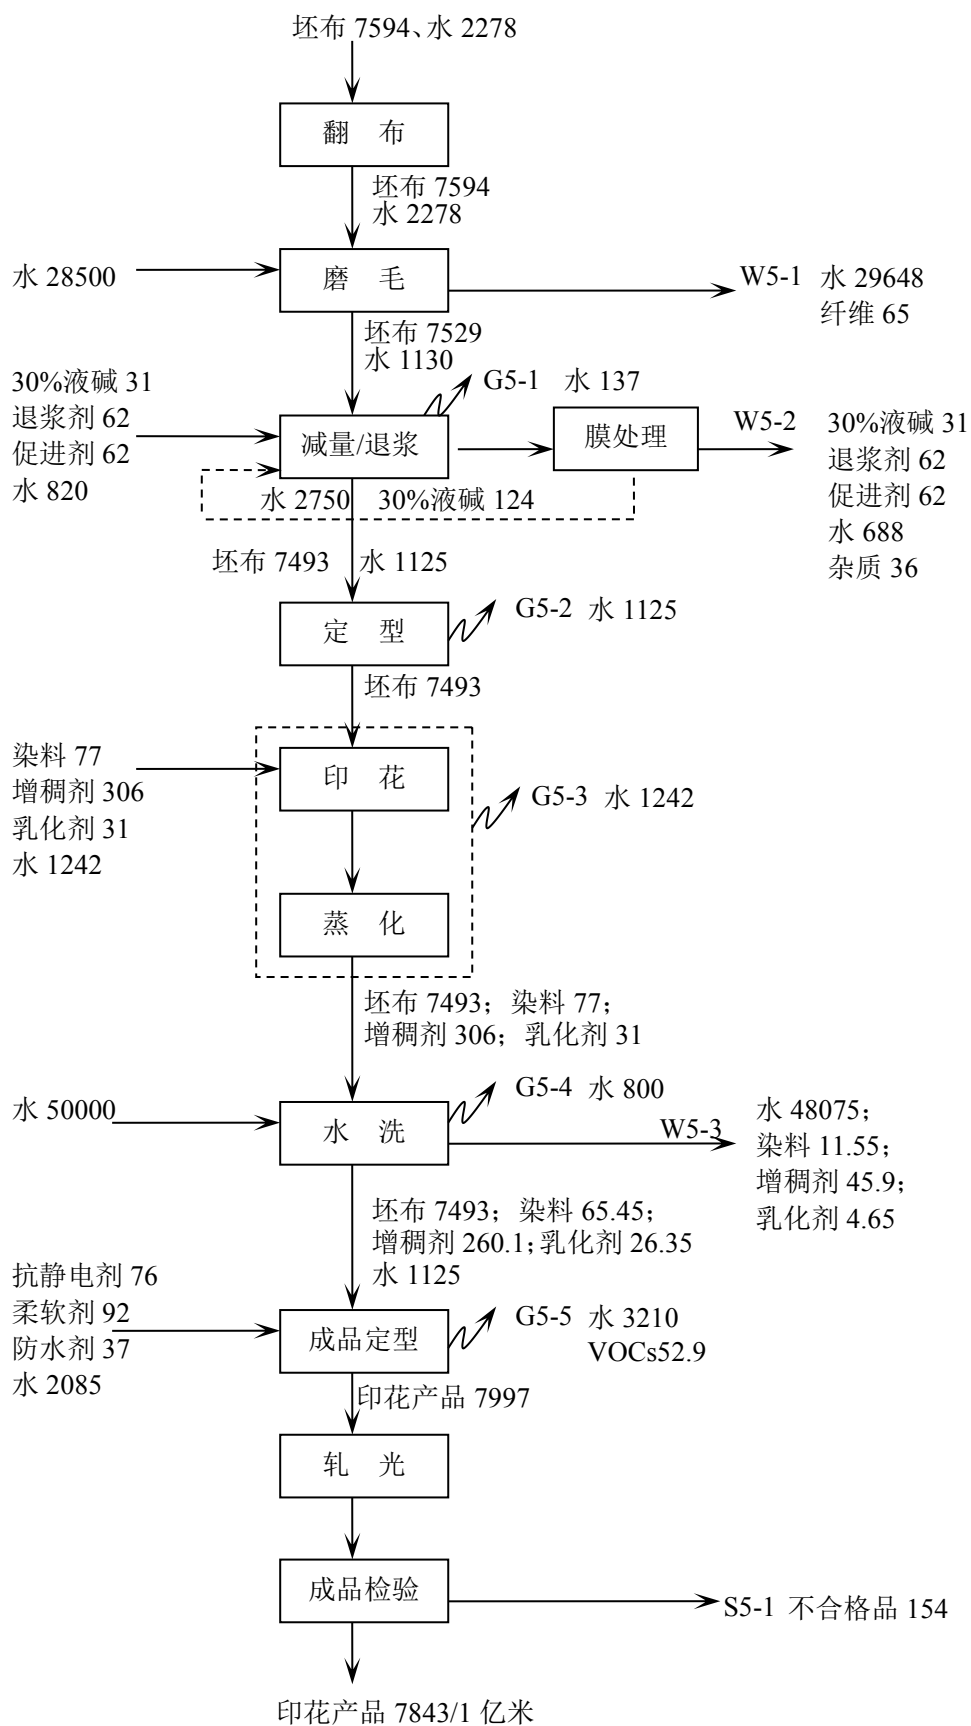 坯布 7594、水 2278
翻 布
坯布 7594
水 2278
水 28500
磨 毛
W5-1 水 29648
纤维 65
坯布 7529
水 1130
30%液碱 31
退浆剂 62
促进剂 62
水 820
G5-1 水 137
减量/退浆
膜处理
W5-2 30%液碱 31
退浆剂 62
促进剂 62
水 688
杂质 36
水 2750 30%液碱 124
坯布 7493 水 1125
定 型
G5-2 水 1125
坯布 7493
染料 77
增稠剂 306
乳化剂 31
水 1242
印 花
G5-3 水 1242
蒸 化
坯布 7493；染料 77；
增稠剂 306；乳化剂 31
水 50000
水 洗
G5-4 水 800
W5-3
水 48075；
染料 11.55；
增稠剂 45.9；
乳化剂 4.65
坯布 7493；染料 65.45；
增稠剂 260.1；乳化剂 26.35
水 1125
抗静电剂 76
柔软剂 92
防水剂 37
水 2085
成品定型
G5-5 水 3210
VOCs52.9
印花产品 7997
轧 光
成品检验
S5-1 不合格品 154
印花产品 7843/1 亿米